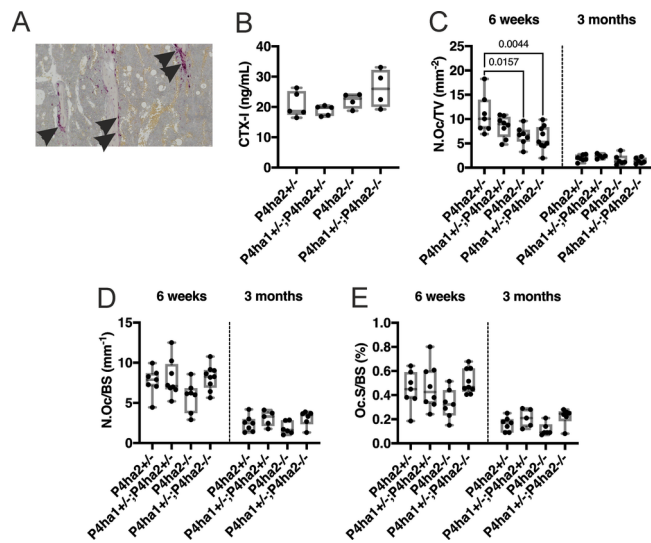 A
B
CTX-I (ng/mL)
40
30
20
10
0
P4ha2+/-
P4ha1+/-;P4ha2+/-
P4ha2-/-
P4ha1+/-;P4ha2-/-
C
6 weeks
3 months
N.Oc/TV (mm-2)
25
20
15
10
5
0
0.0044
0.0157
P4ha2+/-
P4ha1+/-;P4ha2+/-
P4ha2-/-
P4ha1+/-;P4ha2-/-
P4ha2+/-
P4ha1+/-;P4ha2+/-
P4ha2-/-
P4ha1+/-;P4ha2-/-
D
6 weeks
3 months
N.Oc/BS (mm-1)
15
10
5
0
P4ha2+/-
P4ha1+/-;P4ha2+/-
P4ha2-/-
P4ha1+/-;P4ha2-/-
P4ha2+/-
P4ha1+/-;P4ha2+/-
P4ha2-/-
P4ha1+/-;P4ha2-/-
E
6 weeks
3 months
Oc.S/BS (%)
1.0
0.8
0.6
0.4
0.2
0.0
P4ha2+/-
P4ha1+/-;P4ha2+/-
P4ha2-/-
P4ha1+/-;P4ha2-/-
P4ha2+/-
P4ha1+/-;P4ha2+/-
P4ha2-/-
P4ha1+/-;P4ha2-/-